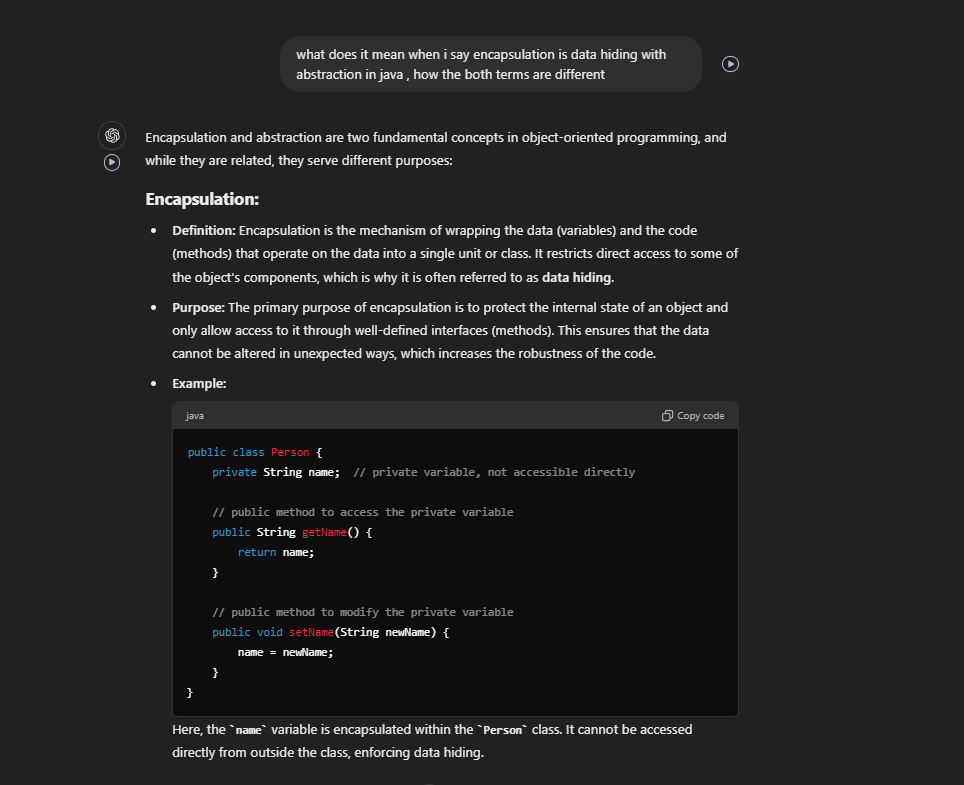 what does it mean when i say encapsulation is data hiding with
abstraction in java , how the both terms are different
Encapsulation and abstraction are two fundamental concepts in object-oriented programming, and
while they are related, they serve different purposes:
Encapsulation:
• Definition: Encapsulation is the mechanism of wrapping the data (variables) and the code
(methods) that operate on the data into a single unit or class. It restricts direct access to some of
the object's components, which is why it is often referred to as data hiding.
• Purpose: The primary purpose of encapsulation is to protect the internal state of an object and
only allow access to it through well-defined interfaces (methods). This ensures that the data
cannot be altered in unexpected ways, which increases the robustness of the code.
• Example:
java Copy code
public class Person {
    private String name;  // private variable, not accessible directly
    // public method to access the private variable
    public String getName() {
        return name;
    }
    // public method to modify the private variable
    public void setName(String newName) {
        name = newName;
    }
}
Here, the `name` variable is encapsulated within the `Person` class. It cannot be accessed
directly from outside the class, enforcing data hiding.